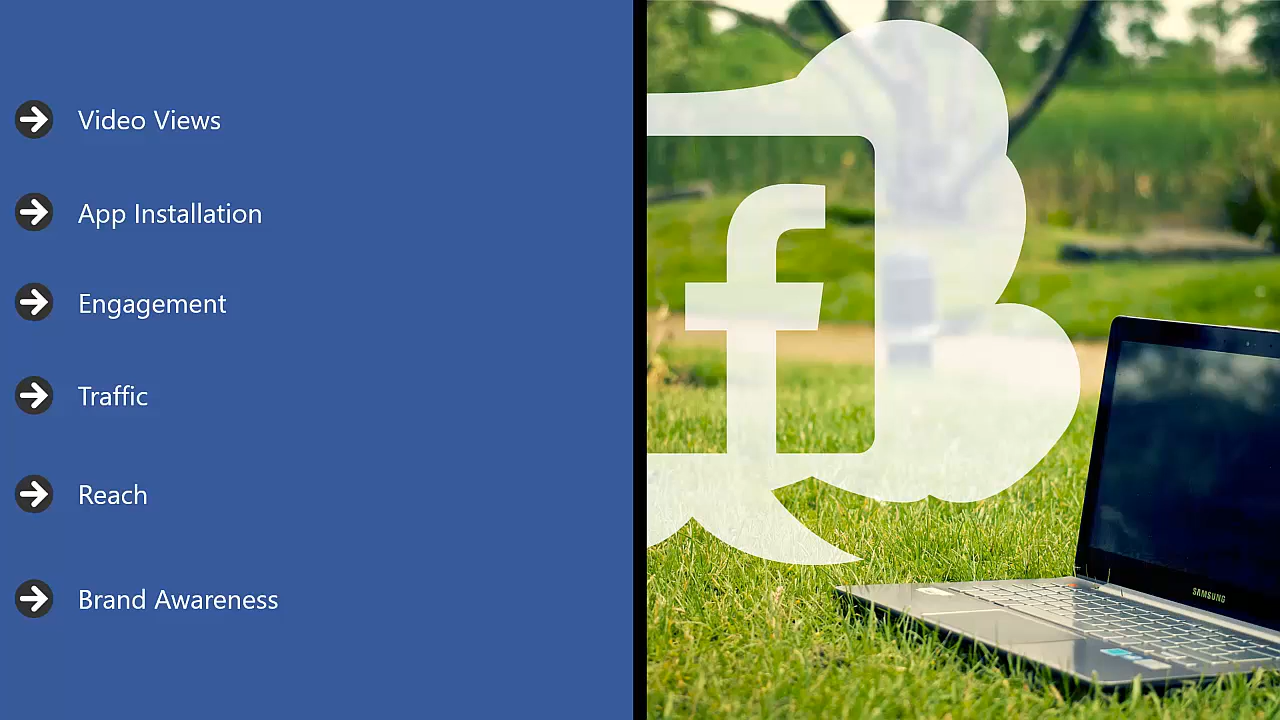 Video Views
App Installation
Engagement
Traffic
Reach
Brand Awareness
f
SAMSUNG